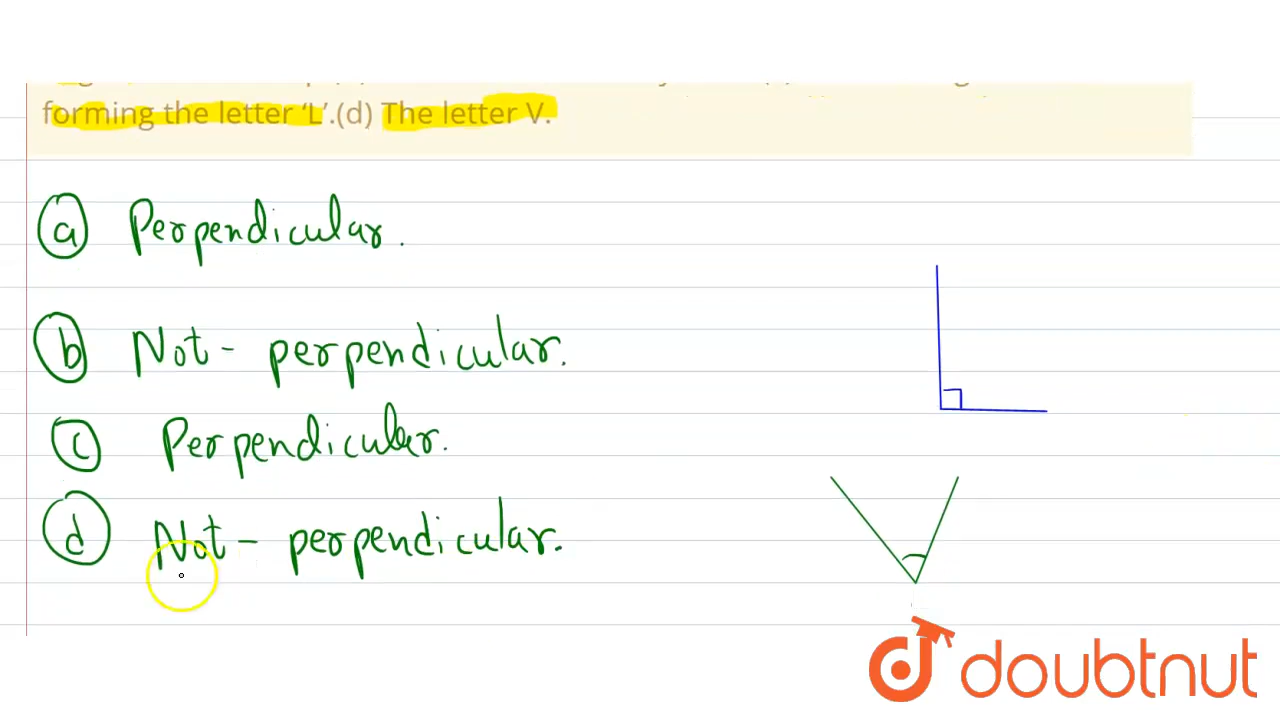 forming the letter ‘L’.(d) The letter V.
a Perpendicular.
b Not - perpendicular.
c Perpendicular.
d Not - perpendicular.
doubtnut